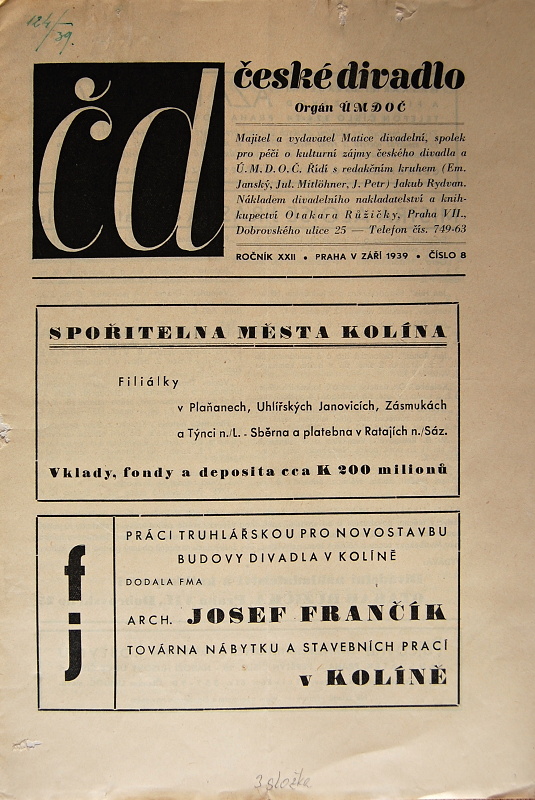 124/39.
čd
české divadlo
Orgán ÚMDOČ
Majitel a vydavatel Matice divadelní, spolek
pro péči o kulturní zájmy českého divadla a
Ú.M.D.O.Č. Řídí s redakčním kruhem (Em.
Janský, Jul. Mitlöhner, J. Petr) Jakub Rydvan.
Nákladem divadelního nakladatelství a knih-
kupectví Otakara Růžičky, Praha VII.,
Dobrovského ulice 25 — Telefon čís. 749-63
ROČNÍK XXII • PRAHA V ZÁŘÍ 1939 • ČÍSLO 8
SPOŘITELNA MĚSTA KOLÍNA
Filiálky
v Plaňanech, Uhlířských Janovicích, Zásmukách
a Týnci n./L. - Sběrna a platebna v Ratajích n./Sáz.
Vklady, fondy a deposita cca K 200 milionů
fj
PRÁCI TRUHLÁŘSKOU PRO NOVOSTAVBU
BUDOVY DIVADLA V KOLÍNĚ
DODALA FMA
ARCH. JOSEF FRANČÍK
TOVÁRNA NÁBYTKU A STAVEBNÍCH PRACÍ
v KOLÍNĚ
3 složka